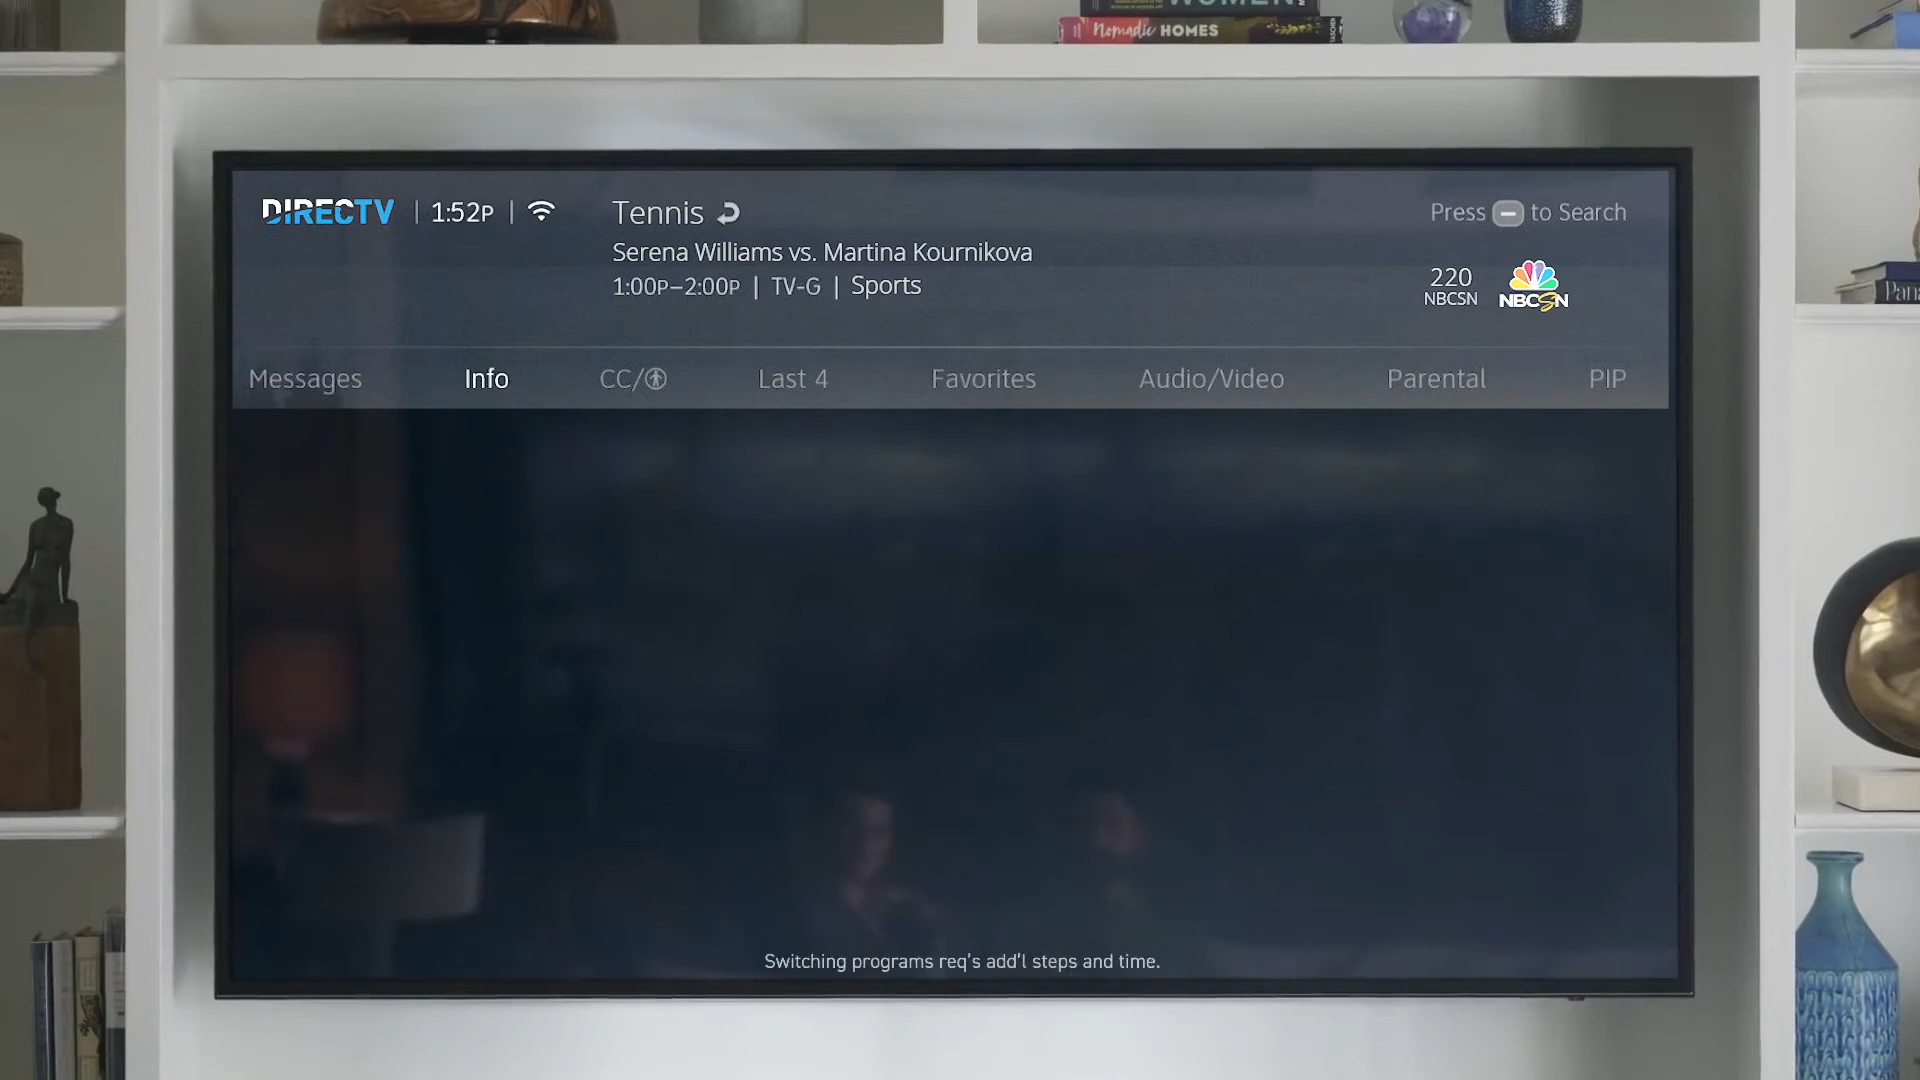 WOMEN
Nomadic HOMES
TASCHEN
DIRECTV | 1:52P |
Tennis
Press − to Search
Serena Williams vs. Martina Kournikova
1:00P–2:00P | TV-G | Sports
220
NBCSN
NBCSN
Messages Info CC/ Last 4 Favorites Audio/Video Parental PIP
Switching programs req's add'l steps and time.